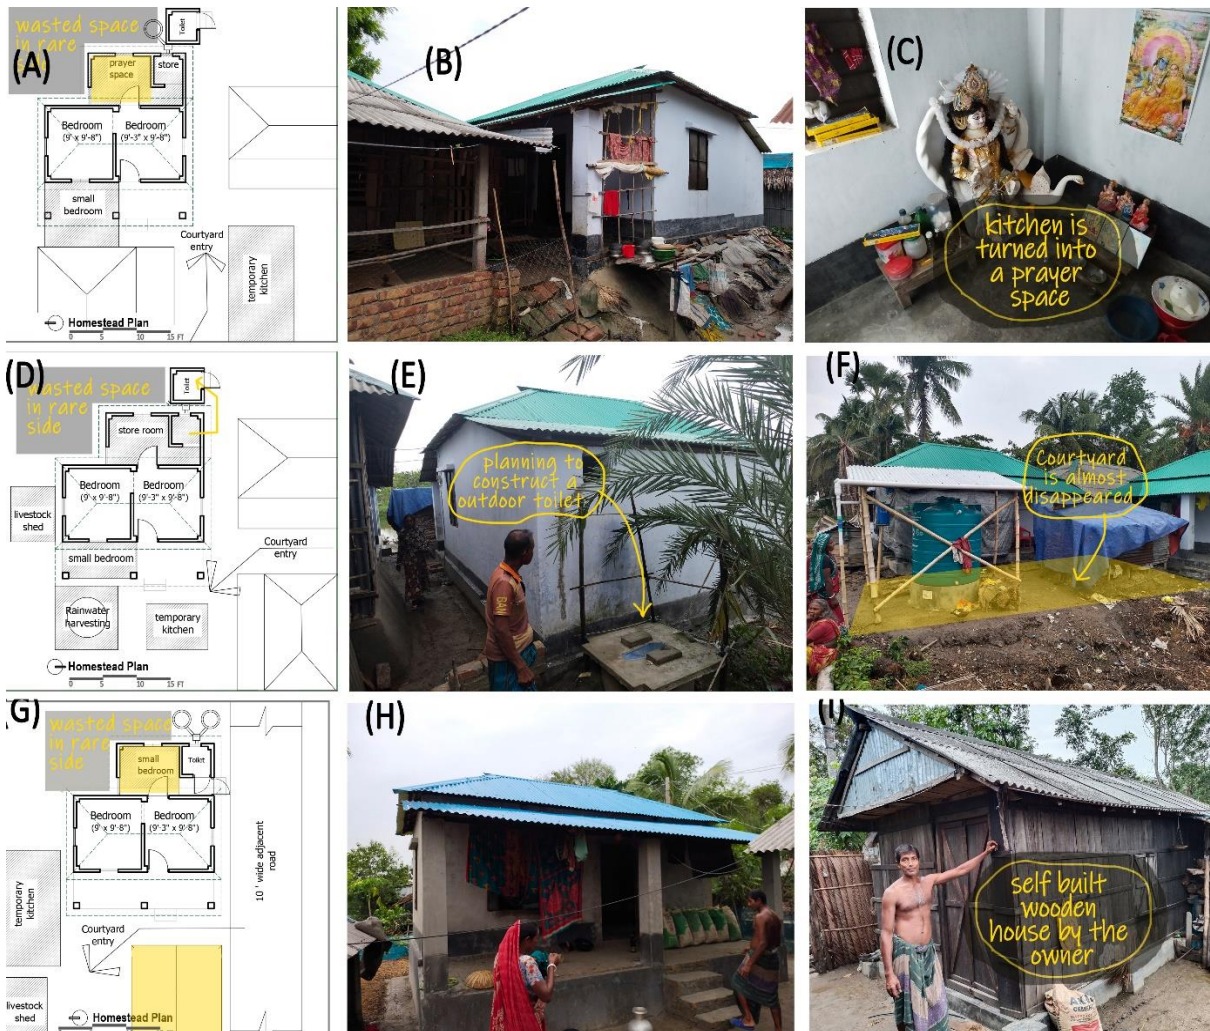 wasted space
in rare
(A)
Toilet
prayer
space
store
Bedroom
(9' x 9'-8")
Bedroom
(9'-3" x 9'-8")
small
bedroom
Courtyard
entry
temporary
kitchen
Homestead Plan
0 5 10 15 FT
(B)
(C)
kitchen is
turned into
a prayer
space
(D)
wasted space
in rare
side
Toilet
store room
Bedroom
(9' x 9'-8")
Bedroom
(9'-3" x 9'-8")
livestock
shed
small bedroom
Courtyard
entry
Rainwater
harvesting
temporary
kitchen
Homestead Plan
0 5 10 15 FT
(E)
planning to
construct a
outdoor toilet
(F)
Courtyard
is almost
disappeared
G)
wasted space
in rare
side
small
bedroom
Toilet
Bedroom
(9' x 9'-8")
Bedroom
(9'-3" x 9'-8")
10 ' wide adjacent
road
temporary
kitchen
Courtyard
entry
livestock
shed
Homestead Plan
(H)
(I)
self built
wooden
house by the
owner